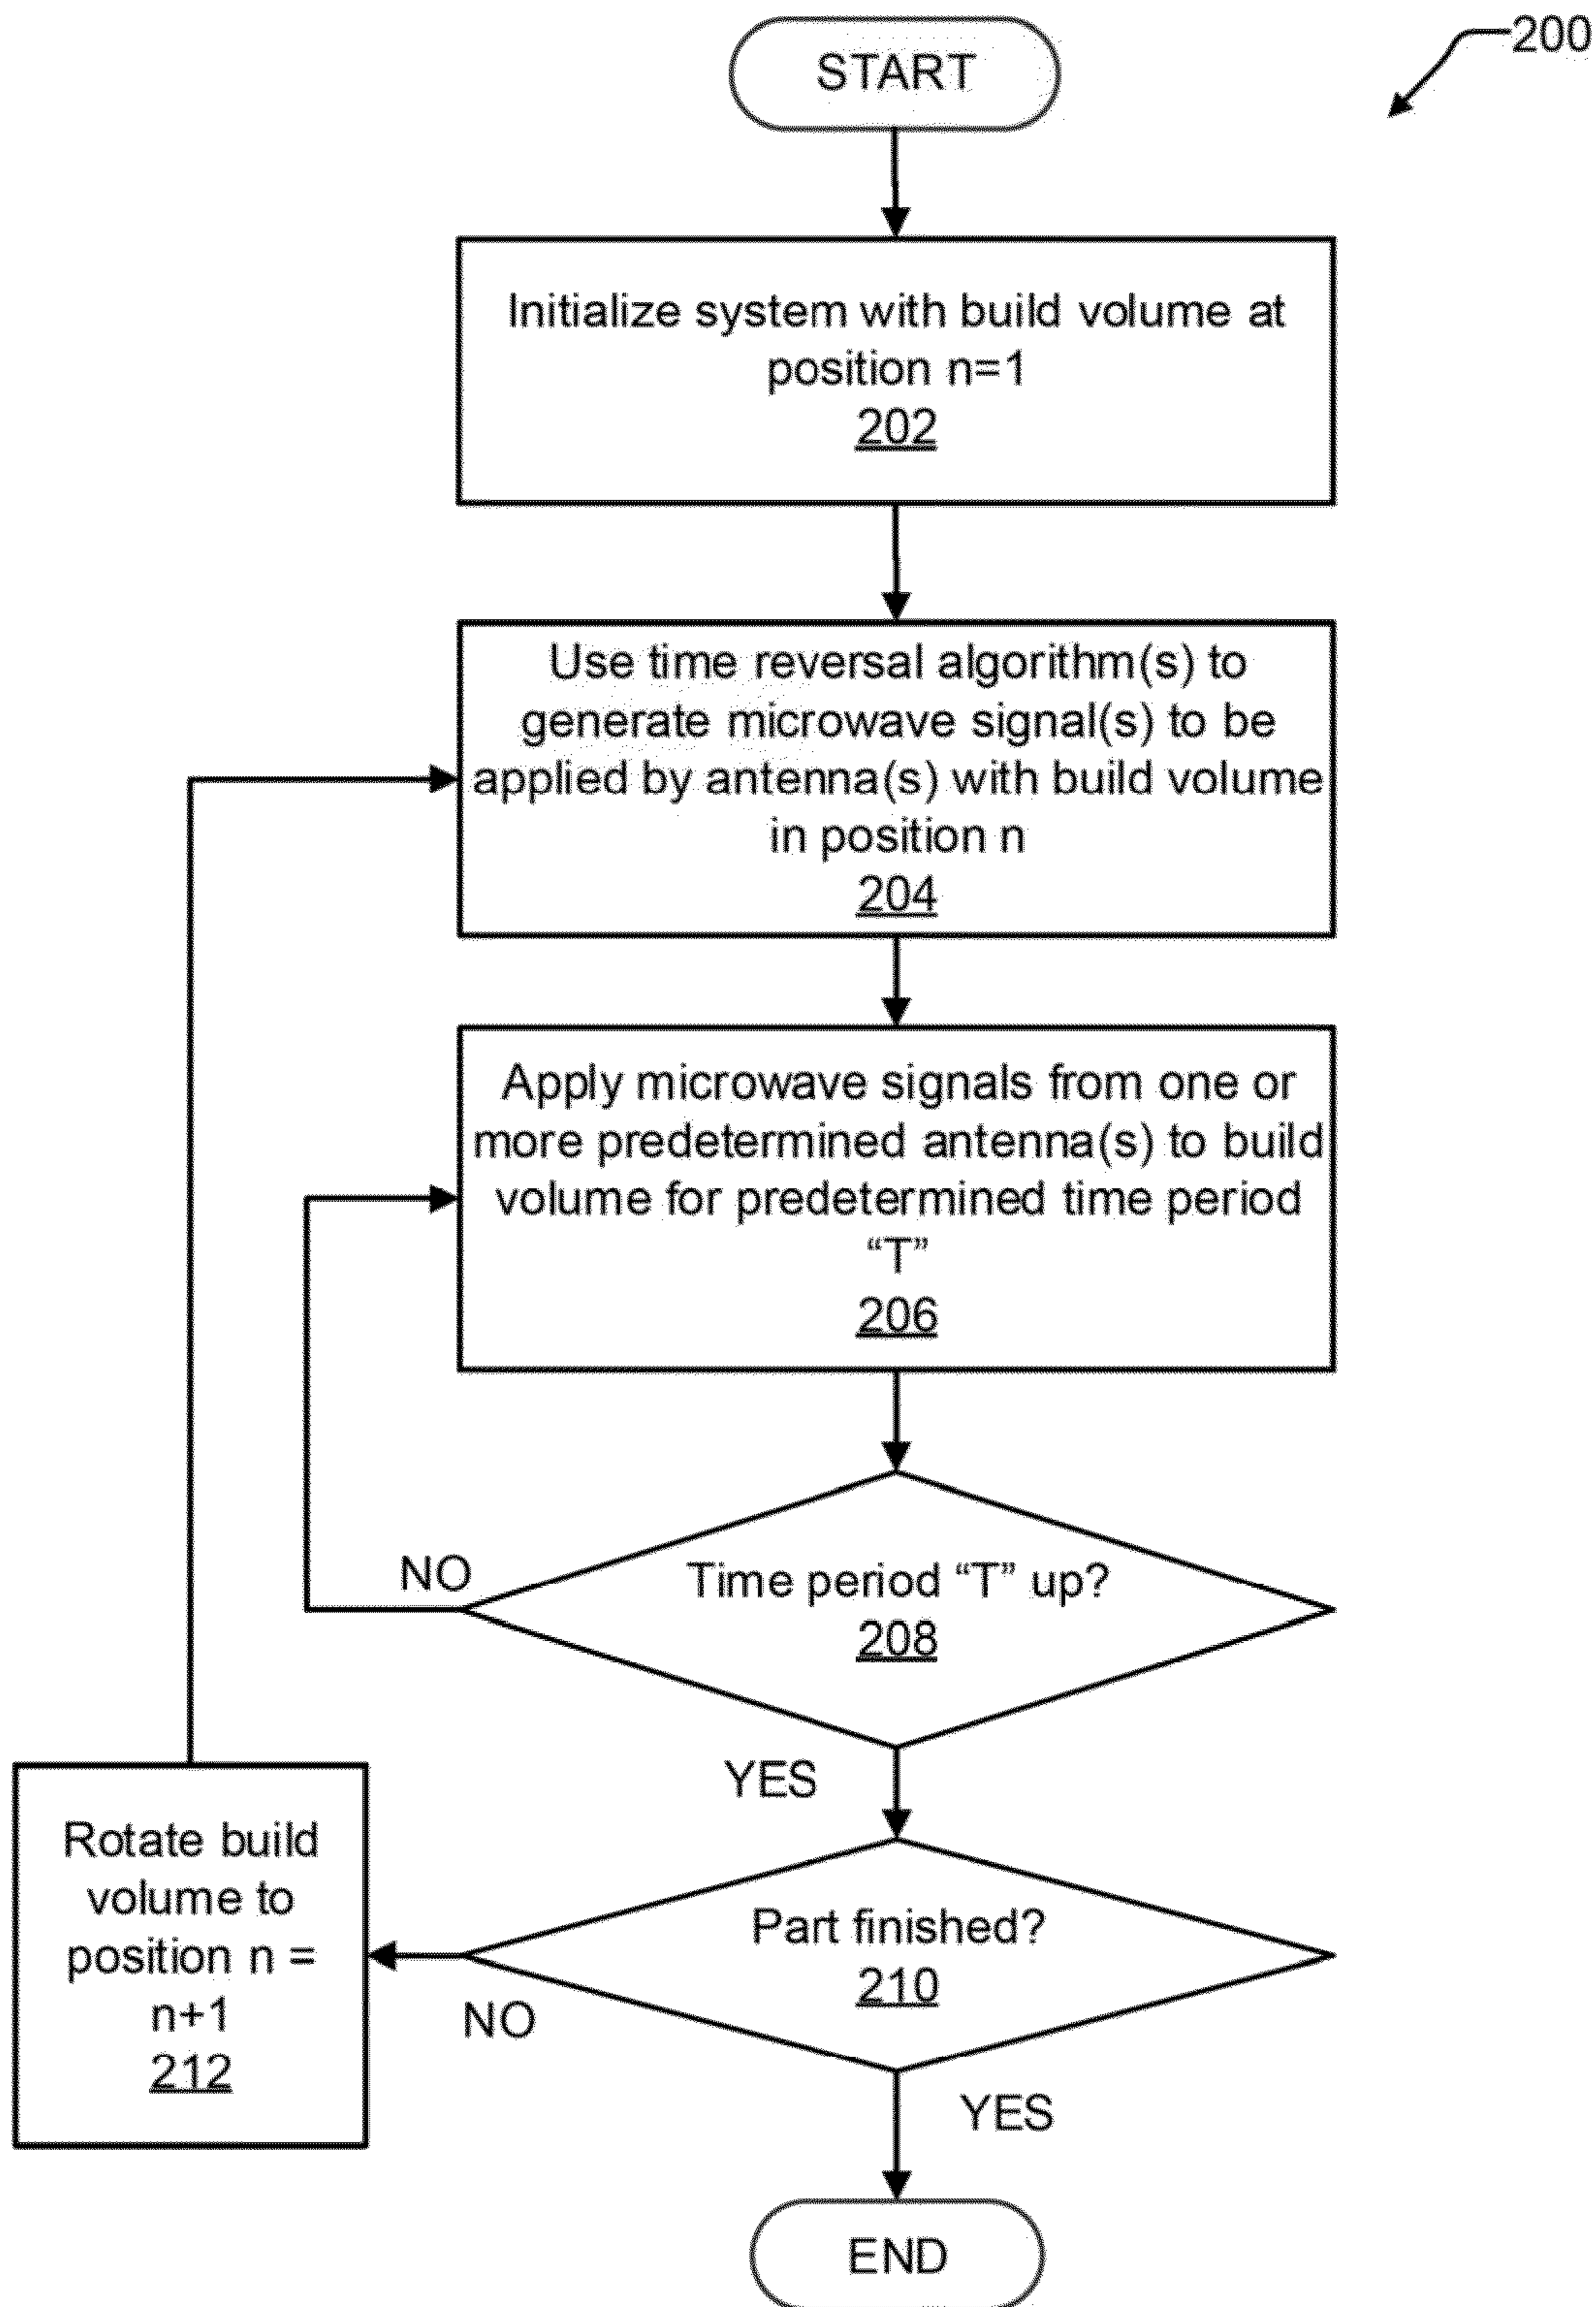 200
START
Initialize system with build volume at
position n=1
202
Use time reversal algorithm(s) to
generate microwave signal(s) to be
applied by antenna(s) with build volume
in position n
204
Apply microwave signals from one or
more predetermined antenna(s) to build
volume for predetermined time period
“T”
206
NO
Time period “T” up?
208
YES
Rotate build
volume to
position n =
n+1
212
Part finished?
210
NO
YES
END